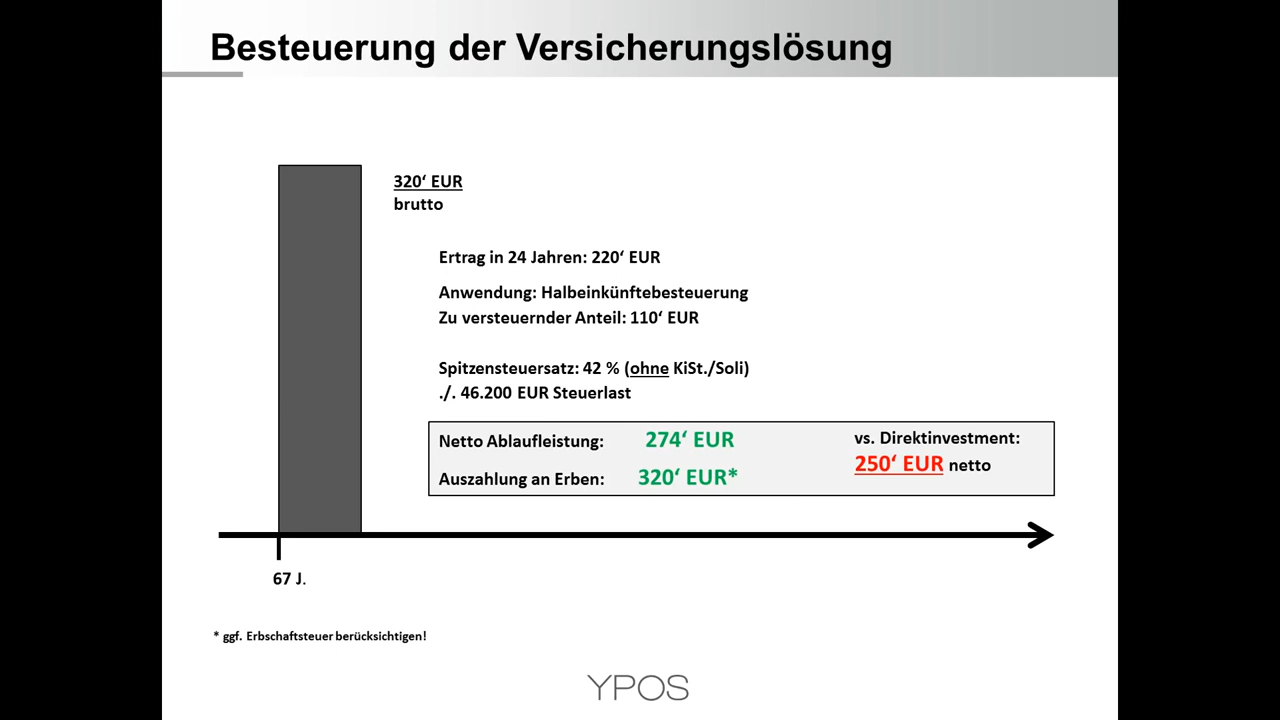 Besteuerung der Versicherungslösung
320‘ EUR
brutto
Ertrag in 24 Jahren: 220‘ EUR
Anwendung: Halbeinkünftebesteuerung
Zu versteuernder Anteil: 110‘ EUR
Spitzensteuersatz: 42 % (ohne KiSt./Soli)
./. 46.200 EUR Steuerlast
Netto Ablaufleistung: 274‘ EUR
Auszahlung an Erben: 320‘ EUR*
vs. Direktinvestment:
250‘ EUR netto
67 J.
* ggf. Erbschaftsteuer berücksichtigen!
YPOS